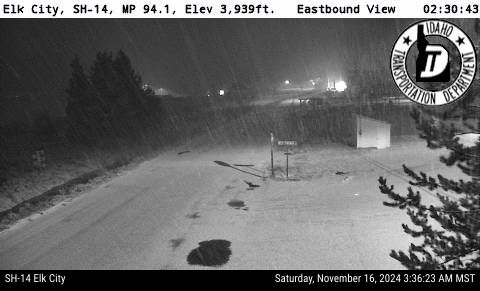 Elk City, SH-14, MP 94.1, Elev 3,939ft. Eastbound View 02:30:43
IDAHO
TRANSPORTATION DEPARTMENT
SH-14 Elk City Saturday, November 16, 2024 3:36:23 AM MST